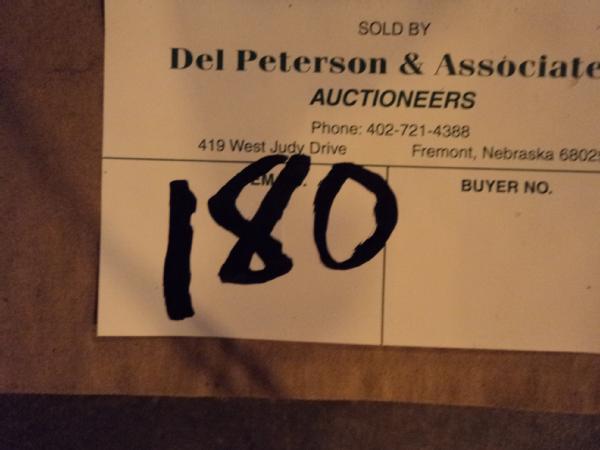 SOLD BY
Del Peterson & Associate
AUCTIONEERS
Phone: 402-721-4388
419 West Judy Drive Fremont, Nebraska 6802
BUYER NO.
180